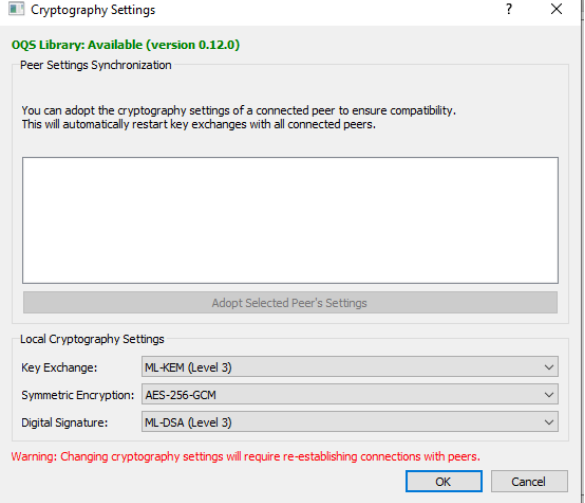 Cryptography Settings
? ×
OQS Library: Available (version 0.12.0)
Peer Settings Synchronization
You can adopt the cryptography settings of a connected peer to ensure compatibility.
This will automatically restart key exchanges with all connected peers.
Adopt Selected Peer's Settings
Local Cryptography Settings
Key Exchange: ML-KEM (Level 3)
Symmetric Encryption: AES-256-GCM
Digital Signature: ML-DSA (Level 3)
Warning: Changing cryptography settings will require re-establishing connections with peers.
OK Cancel